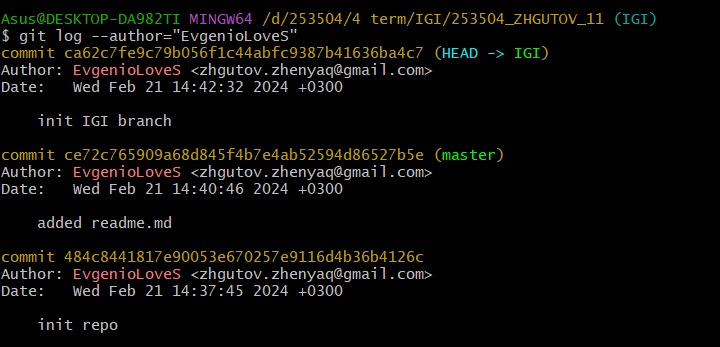 Asus@DESKTOP-DA982TI MINGW64 /d/253504/4 term/IGI/253504_ZHGUTOV_11 (IGI)
$ git log --author="EvgenioLoveS"
commit ca62c7fe9c79b056f1c44abfc9387b41636ba4c7 (HEAD -> IGI)
Author: EvgenioLoveS <zhgutov.zhenyaq@gmail.com>
Date:   Wed Feb 21 14:42:32 2024 +0300
    init IGI branch
commit ce72c765909a68d845f4b7e4ab52594d86527b5e (master)
Author: EvgenioLoveS <zhgutov.zhenyaq@gmail.com>
Date:   Wed Feb 21 14:40:46 2024 +0300
    added readme.md
commit 484c8441817e90053e670257e9116d4b36b4126c
Author: EvgenioLoveS <zhgutov.zhenyaq@gmail.com>
Date:   Wed Feb 21 14:37:45 2024 +0300
    init repo